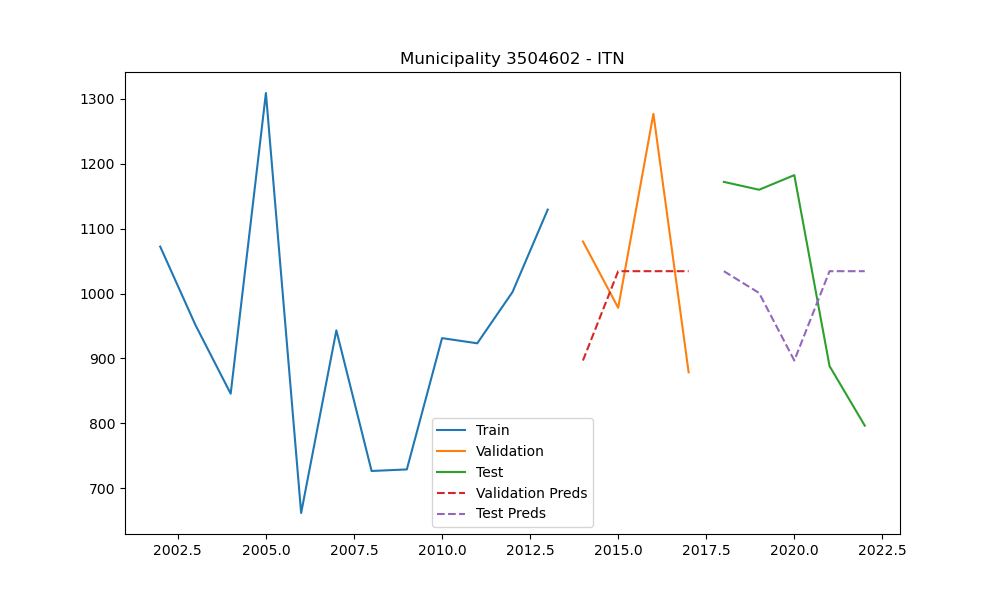 Municipality 3504602 - ITN
1300
1200
1100
1000
900
800
700
Train
Validation
Test
Validation Preds
Test Preds
2002.5 2005.0 2007.5 2010.0 2012.5 2015.0 2017.5 2020.0 2022.5